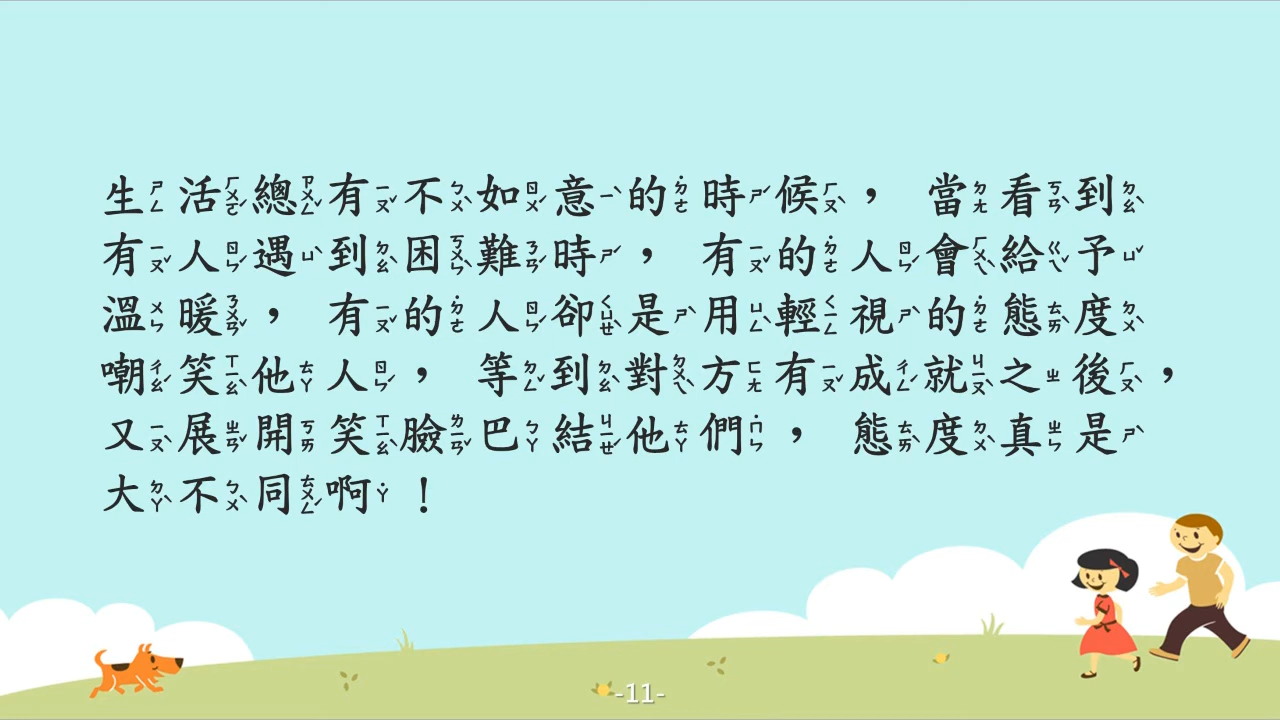 生活總有不如意的時候，當看到
有人遇到困難時，有的人會給予
溫暖，有的人卻是用輕視的態度
嘲笑他人，等到對方有成就之後，
又展開笑臉巴結他們，態度真是
大不同啊！
-11-